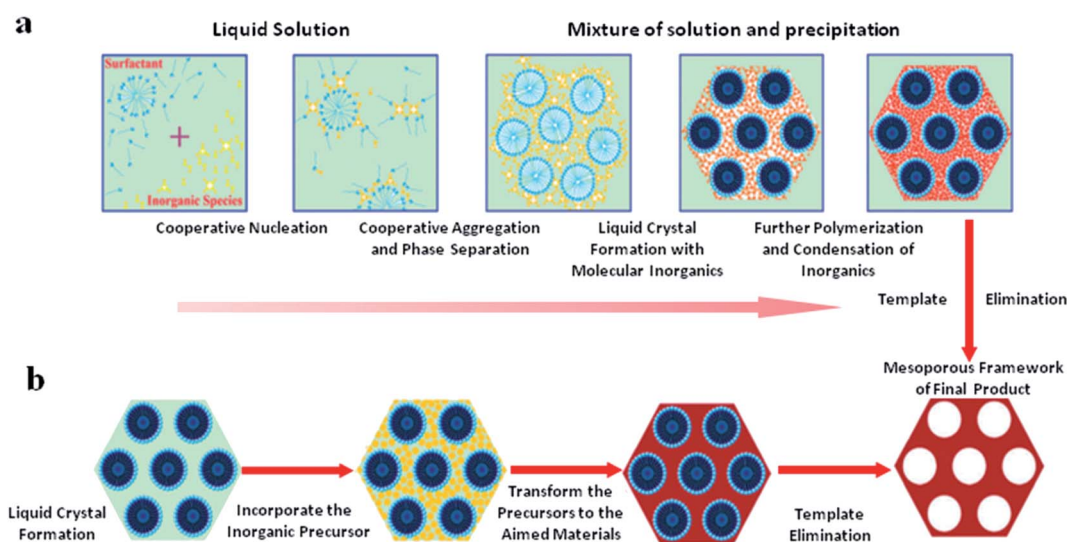 a
Liquid Solution
Mixture of solution and precipitation
Surfactant
Inorganic Species
Cooperative Nucleation
Cooperative Aggregation
and Phase Separation
Liquid Crystal
Formation with
Molecular Inorganics
Further Polymerization
and Condensation of
Inorganics
Template Elimination
b
Mesoporous Framework
of Final Product
Liquid Crystal
Formation
Incorporate the
Inorganic Precursor
Transform the
Precursors to the
Aimed Materials
Template
Elimination